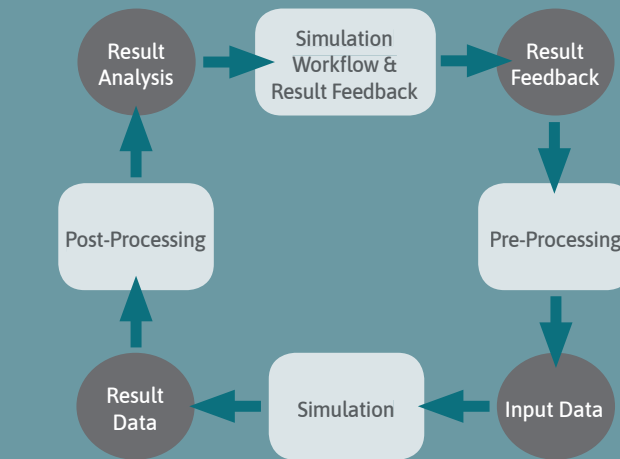 Result
Analysis
Simulation
Workflow &
Result Feedback
Result
Feedback
Post-Processing
Pre-Processing
Result
Data
Simulation
Input Data